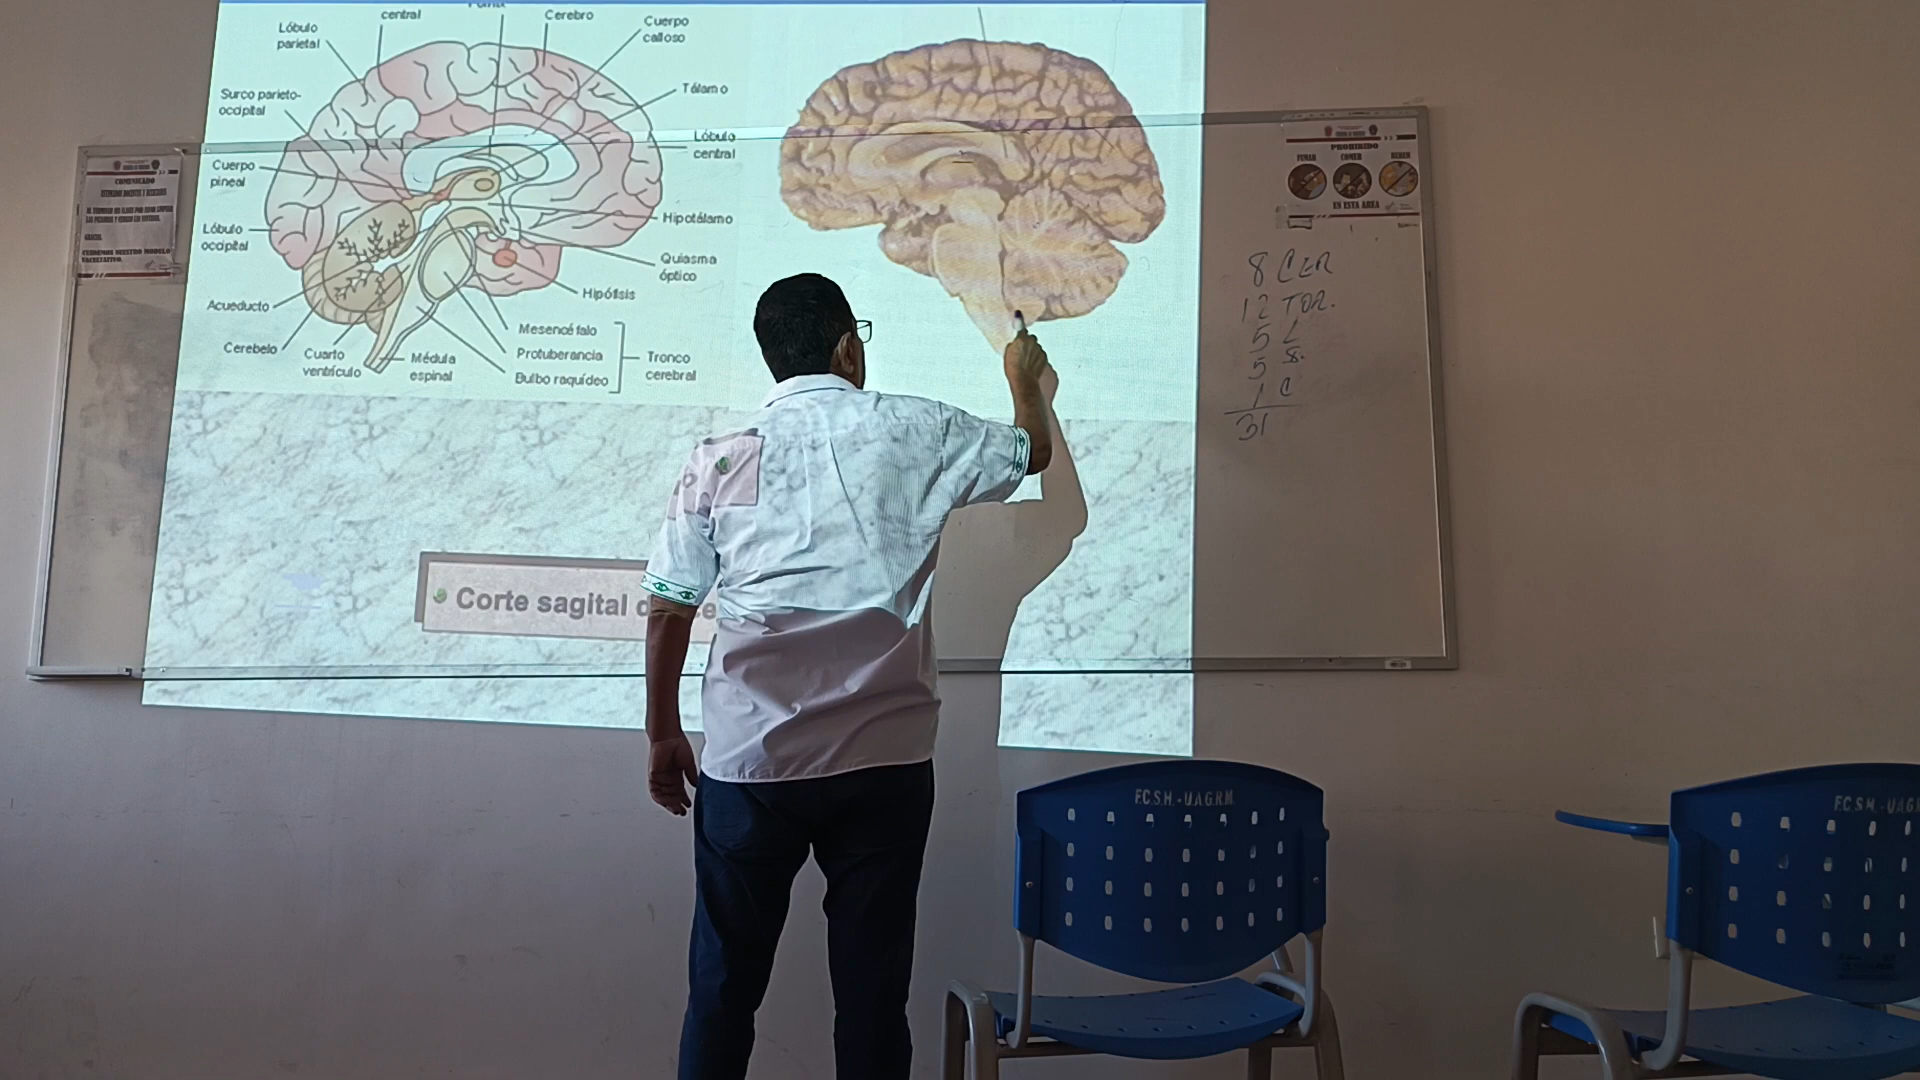 central
Cerebro
Cuerpo
calloso
Lóbulo
parietal
Surco parieto-
occipital
Tálamo
Lóbulo
central
Cuerpo
pineal
Hipotálamo
Lóbulo
occipital
Quiasma
óptico
Hipófisis
Acueducto
Cerebelo
Cuarto
ventrículo
Médula
espinal
Mesencéfalo
Protuberancia
Bulbo raquídeo
Tronco
cerebral
Corte sagital
COMUNICADO
PROHIBIDO
FUMAR COMER BEBER
EN ESTA AREA
8 CER
12 TOR.
5 L
5 S.
1 C
31
F.C.S.H. - U.A.G.R.M.
F.C.S.H. - U.A.G.R